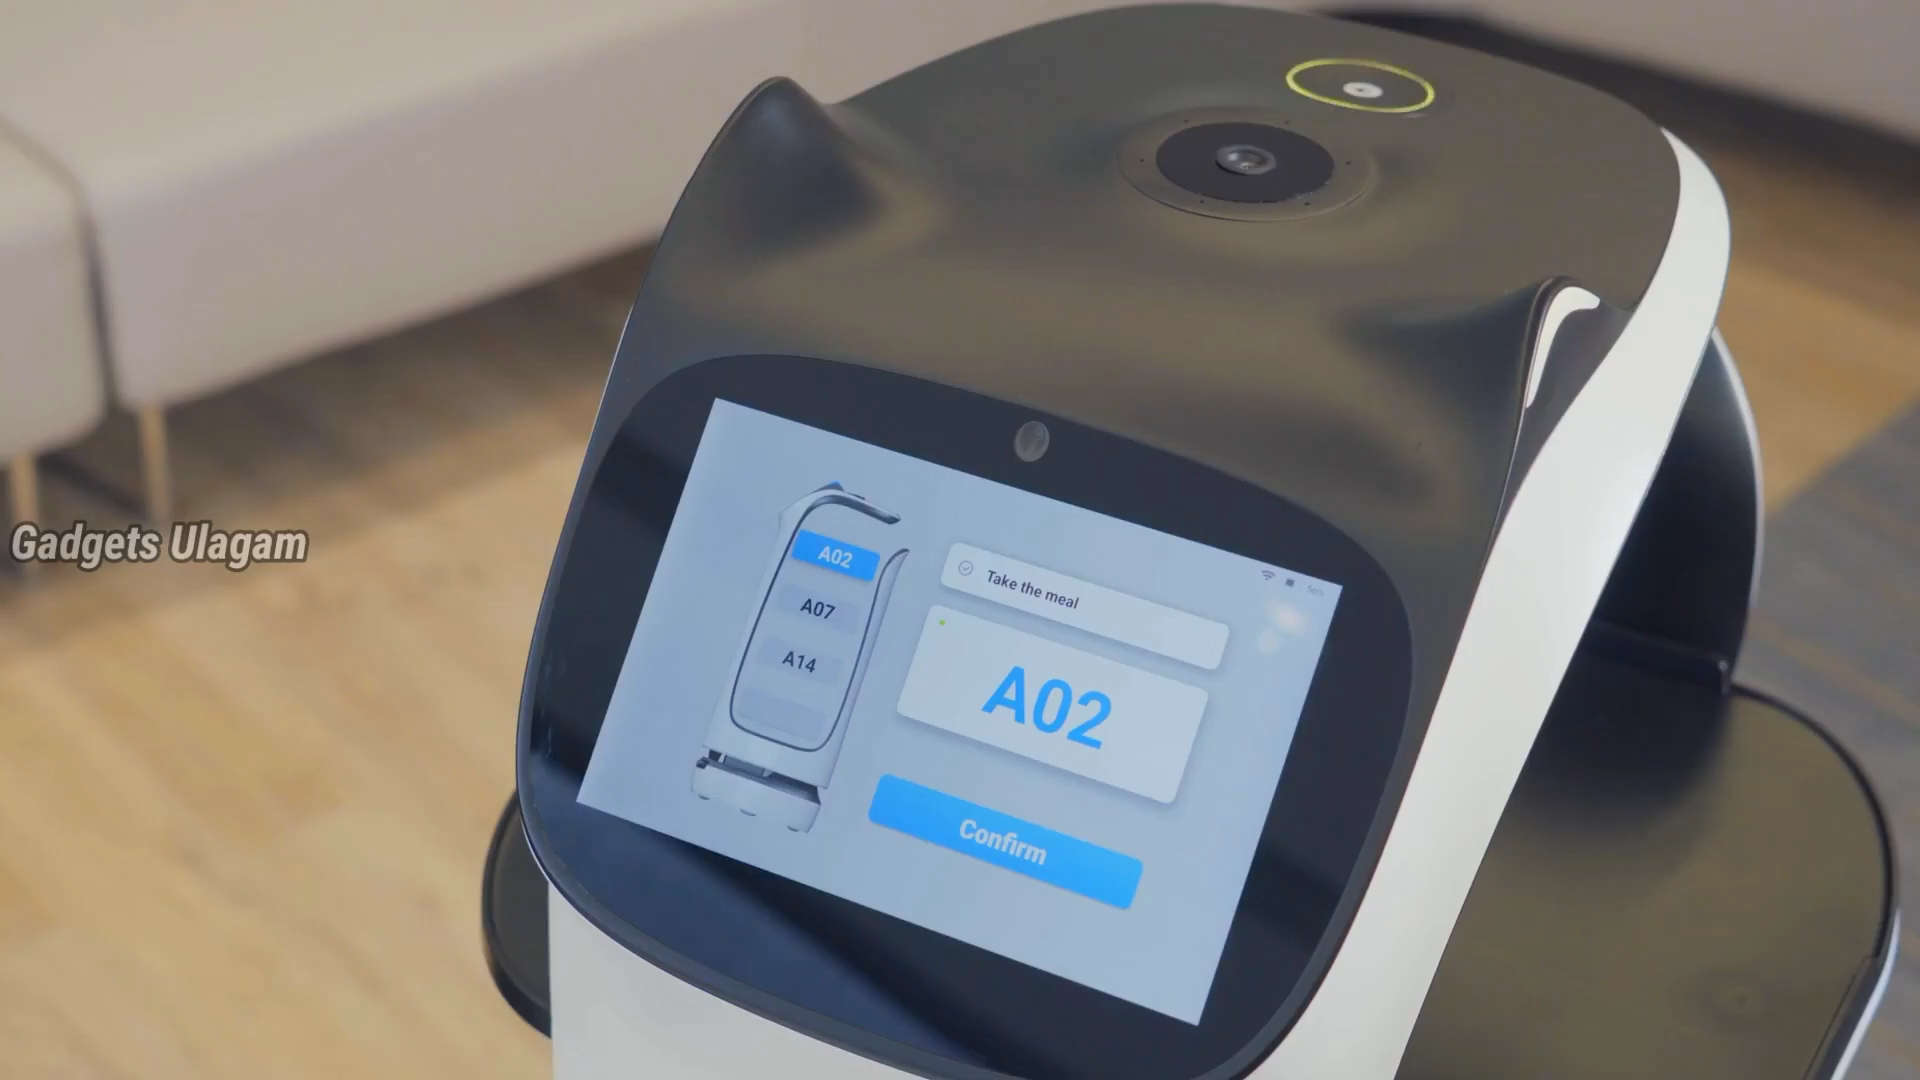 Gadgets Ulagam
A02
A07
A14
Take the meal
A02
Confirm